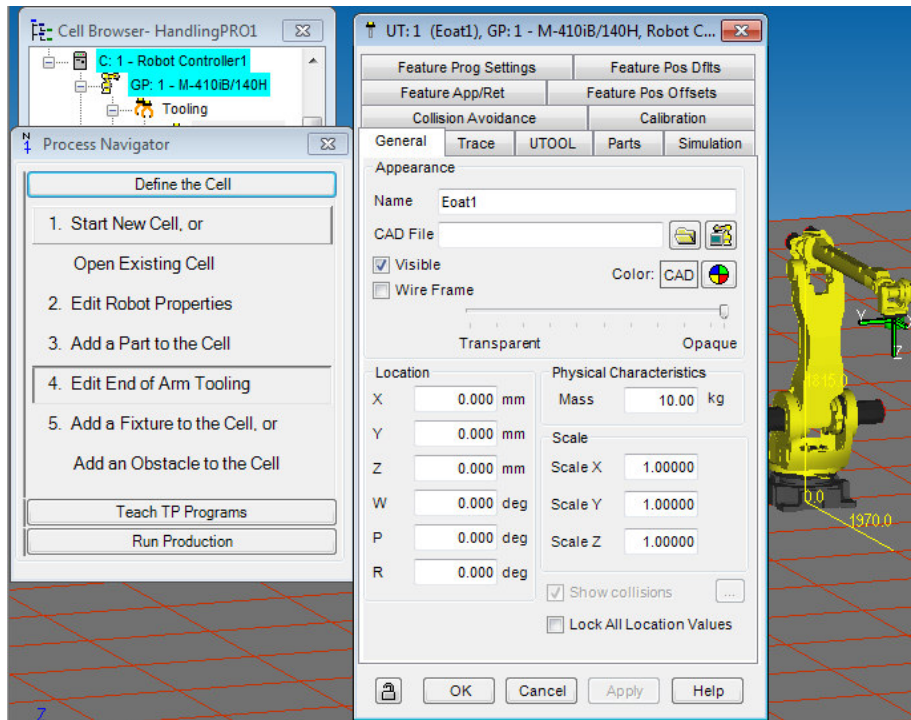 Cell Browser- HandlingPRO1
C: 1 - Robot Controller1
GP: 1 - M-410iB/140H
Tooling
Process Navigator
Define the Cell
1. Start New Cell, or
Open Existing Cell
2. Edit Robot Properties
3. Add a Part to the Cell
4. Edit End of Arm Tooling
5. Add a Fixture to the Cell, or
Add an Obstacle to the Cell
Teach TP Programs
Run Production
UT: 1 (Eoat1), GP: 1 - M-410iB/140H, Robot C...
Feature Prog Settings Feature Pos Dflts
Feature App/Ret Feature Pos Offsets
Collision Avoidance Calibration
General Trace UTOOL Parts Simulation
Appearance
Name Eoat1
CAD File
Visible
Color: CAD
Wire Frame
Transparent Opaque
Location
X 0.000 mm
Y 0.000 mm
Z 0.000 mm
W 0.000 deg
P 0.000 deg
R 0.000 deg
Physical Characteristics
Mass 10.00 kg
Scale
Scale X 1.00000
Scale Y 1.00000
Scale Z 1.00000
Show collisions ...
Lock All Location Values
OK Cancel Apply Help
Y X
Z
1815.0
0.0
1970.0
Z